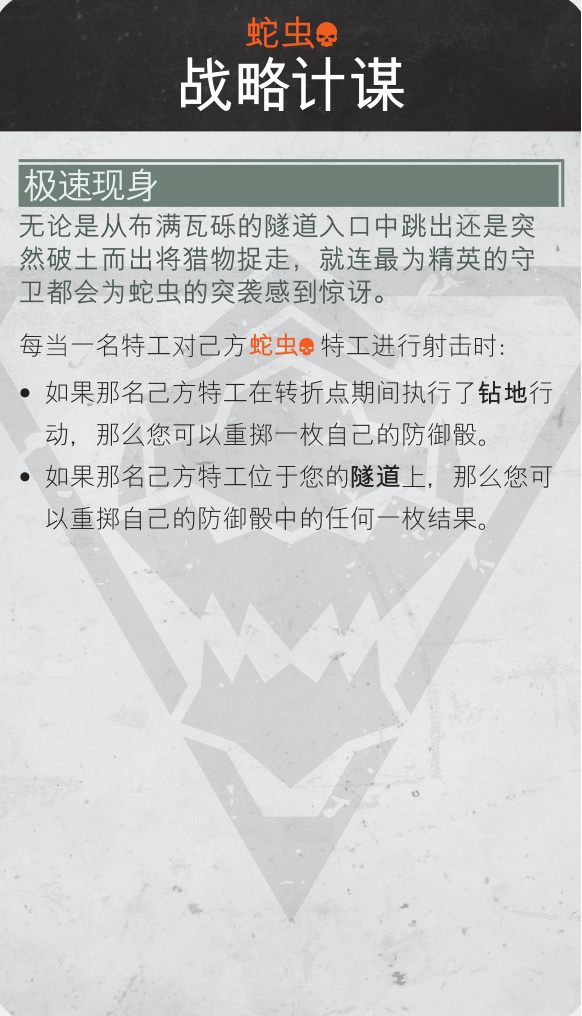 蛇虫
战略计谋
极速现身
无论是从布满瓦砾的隧道入口中跳出还是突
然破土而出将猎物捉走，就连最为精英的守
卫都会为蛇虫的突袭感到惊讶。
每当一名特工对己方蛇虫特工进行射击时:
• 如果那名己方特工在转折点期间执行了钻地行
动，那么您可以重掷一枚自己的防御骰。
• 如果那名己方特工位于您的隧道上，那么您可
以重掷自己的防御骰中的任何一枚结果。